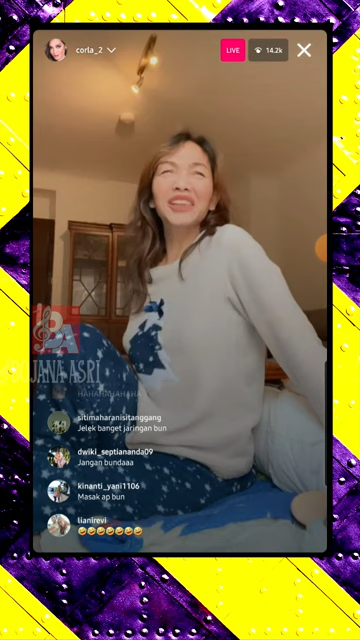 corla_2
LIVE
14.2k
JANA ASRI
HAHAHAHAHAHA
sitimaharanisitanggang
Jelek banget jaringan bun
dwiki_septiananda09
Jangan bundaaa
kinanti_yani1106
Masak ap bun
lianirevi
🤣🤣🤣🤣🤣🤣🤣